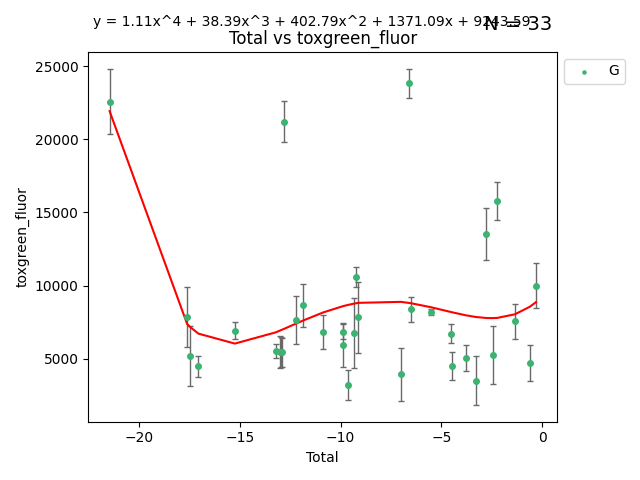 y = 1.11x^4 + 38.39x^3 + 402.79x^2 + 1371.09x + 9243.59
N = 33
Total vs toxgreen_fluor
G
25000
20000
15000
10000
5000
toxgreen_fluor
−20 −15 −10 −5 0
Total